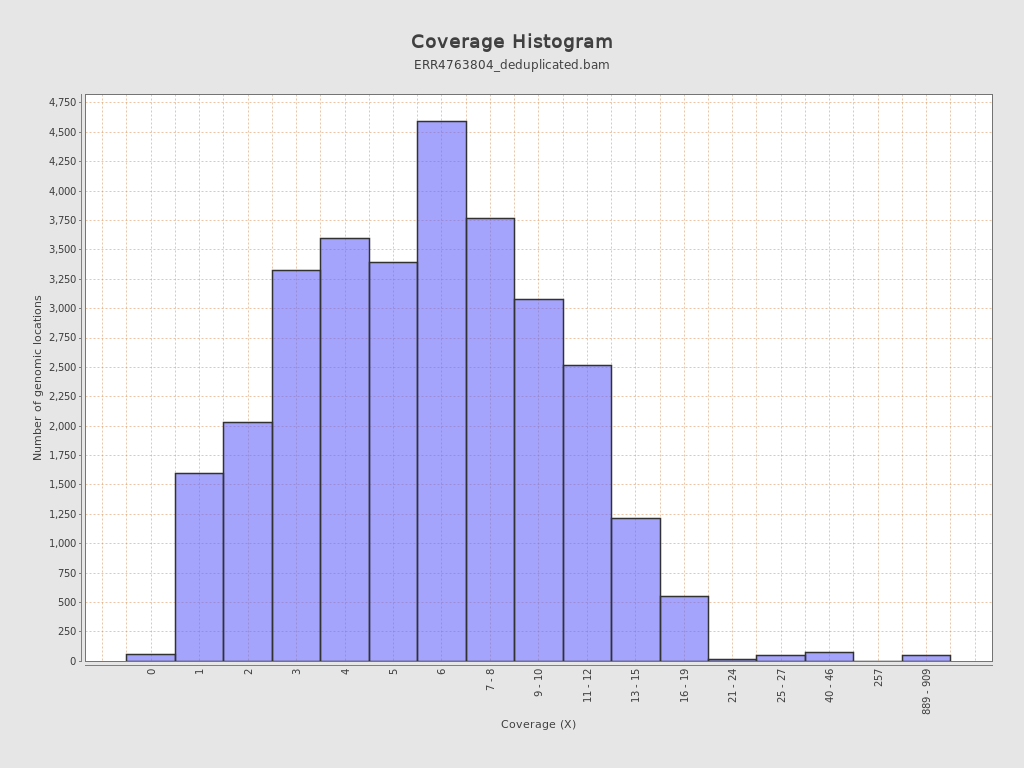 Coverage Histogram
ERR4763804_deduplicated.bam
Number of genomic locations
4,750
4,500
4,250
4,000
3,750
3,500
3,250
3,000
2,750
2,500
2,250
2,000
1,750
1,500
1,250
1,000
750
500
250
0
0
1
2
3
4
5
6
7 - 8
9 - 10
11 - 12
13 - 15
16 - 19
21 - 24
25 - 27
40 - 46
257
889 - 909
Coverage (X)